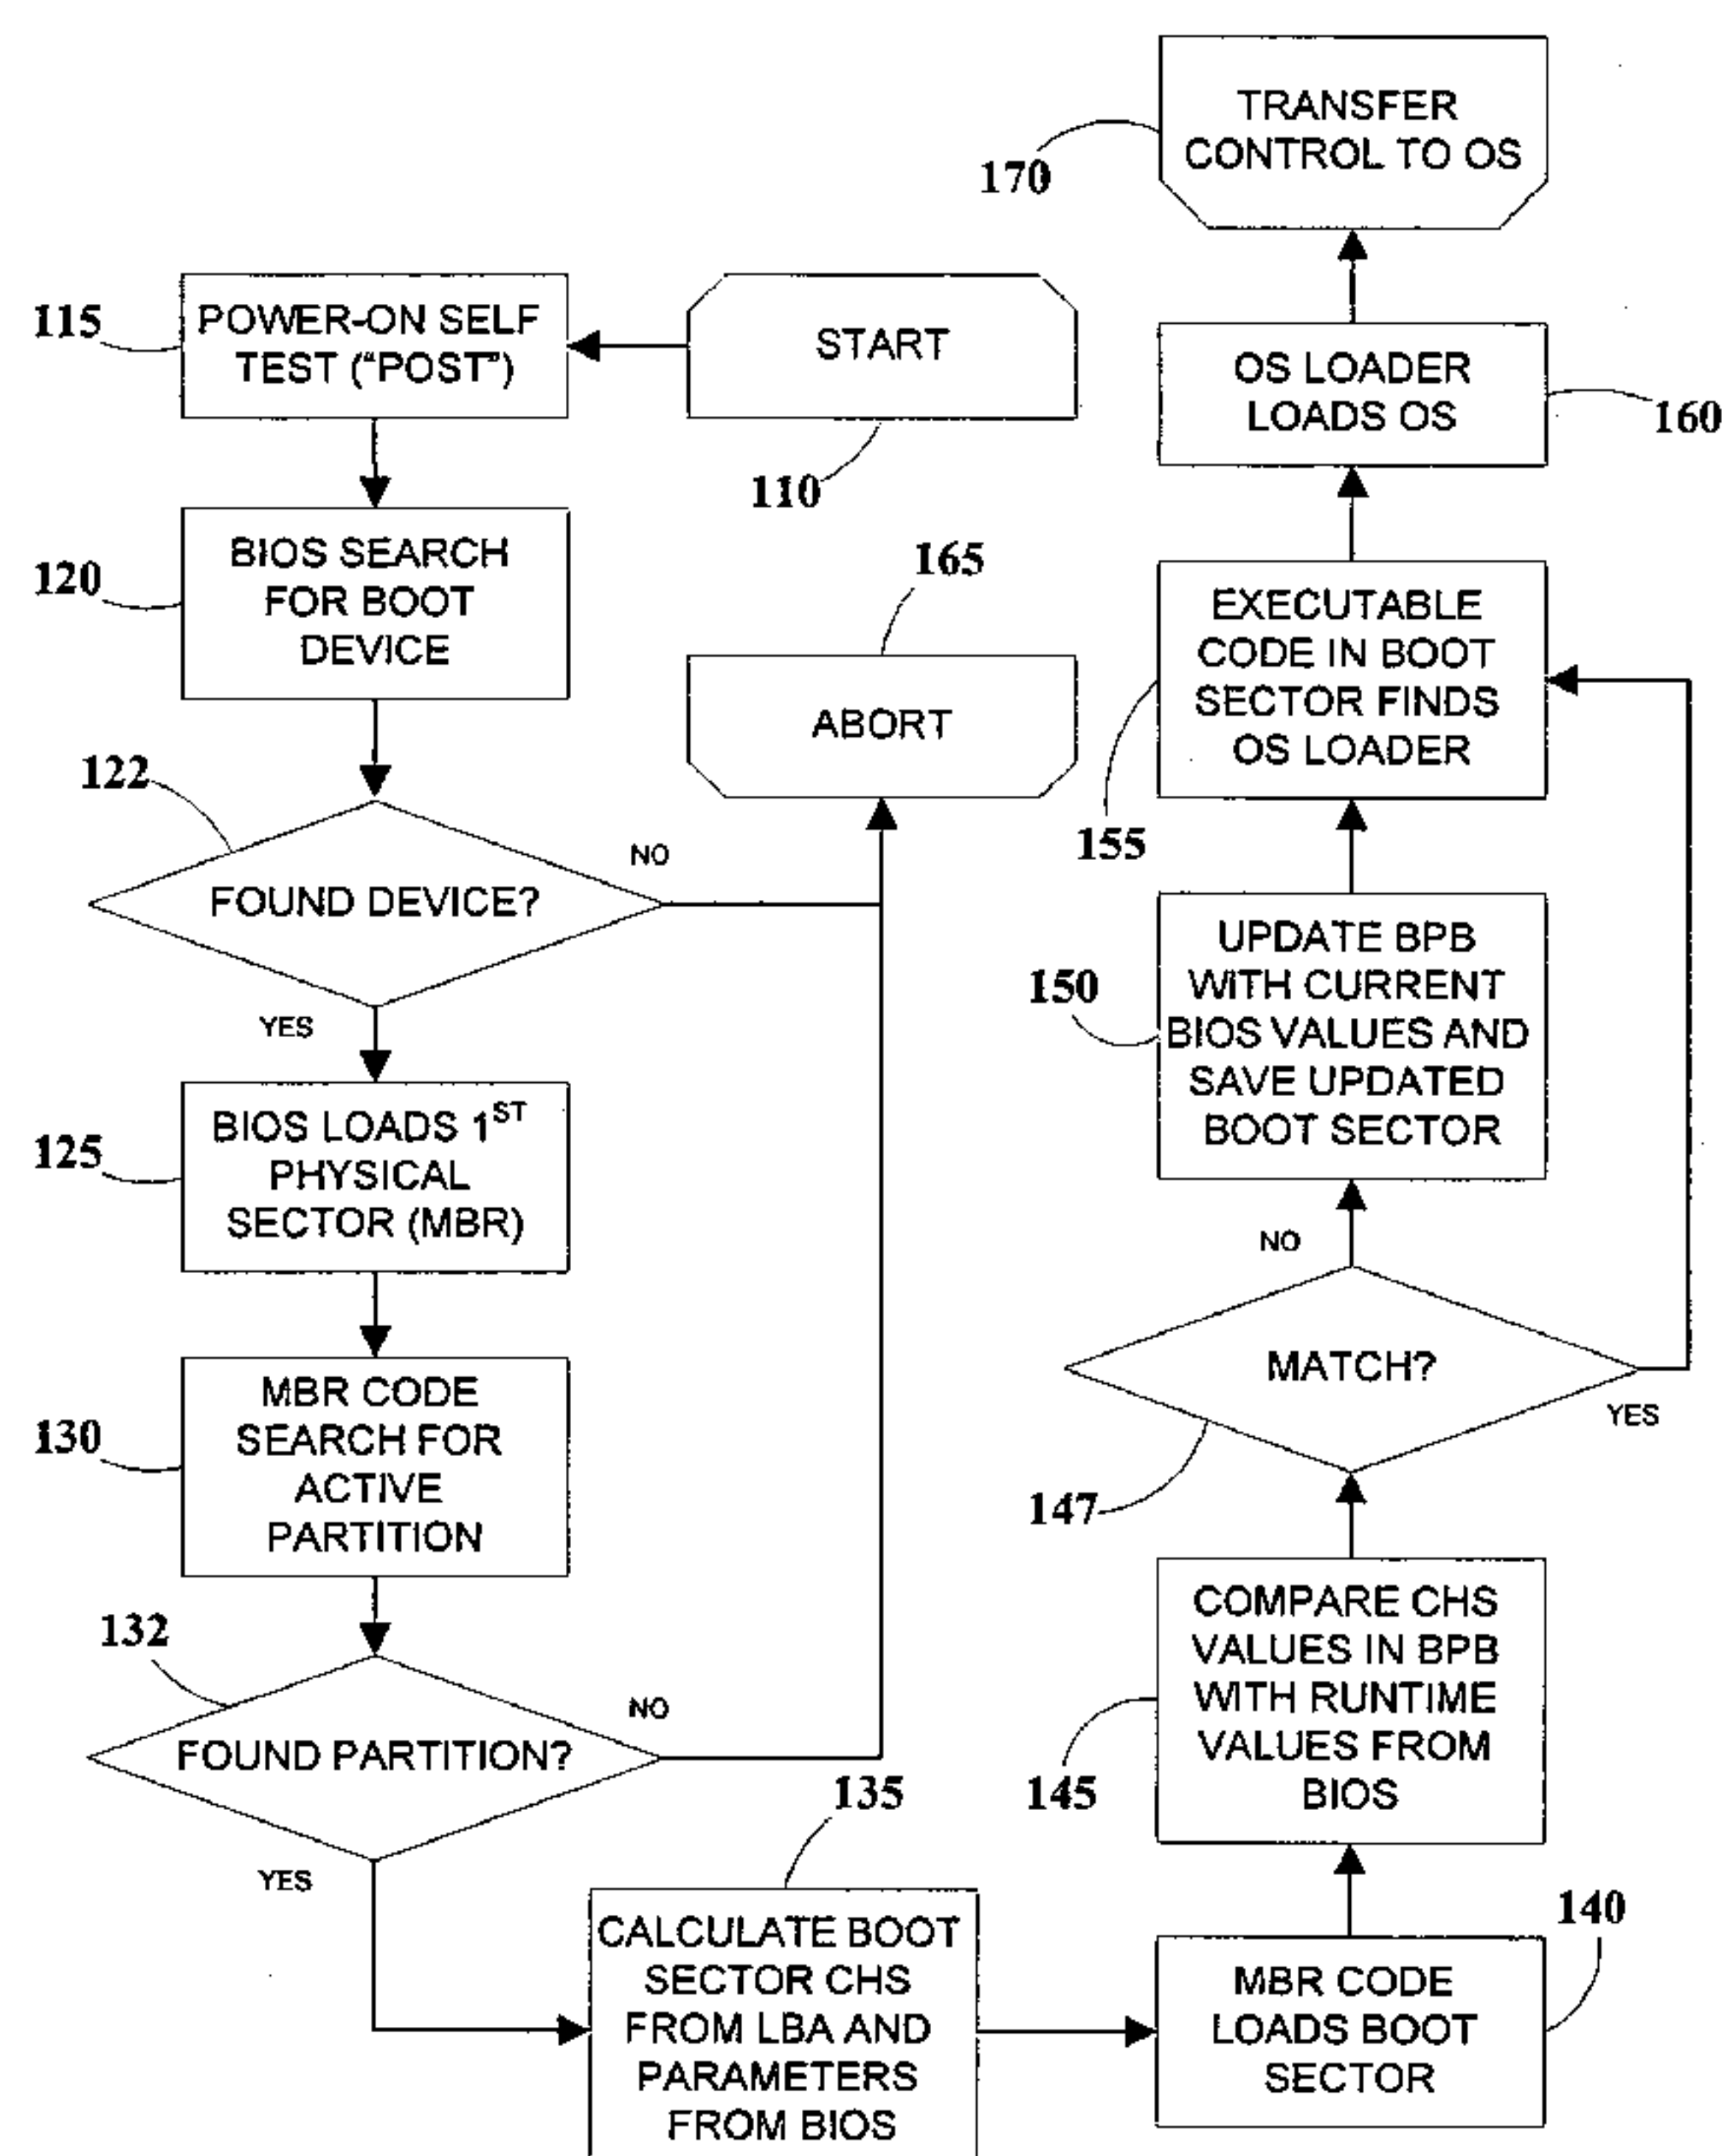 START
110
POWER-ON SELF
TEST ("POST")
115
BIOS SEARCH
FOR BOOT
DEVICE
120
122
FOUND DEVICE?
NO
YES
165
ABORT
BIOS LOADS 1ST
PHYSICAL
SECTOR (MBR)
125
MBR CODE
SEARCH FOR
ACTIVE
PARTITION
130
132
FOUND PARTITION?
NO
YES
135
CALCULATE BOOT
SECTOR CHS
FROM LBA AND
PARAMETERS
FROM BIOS
140
MBR CODE
LOADS BOOT
SECTOR
COMPARE CHS
VALUES IN BPB
WITH RUNTIME
VALUES FROM
BIOS
145
147
MATCH?
NO
YES
UPDATE BPB
WITH CURRENT
BIOS VALUES AND
SAVE UPDATED
BOOT SECTOR
150
EXECUTABLE
CODE IN BOOT
SECTOR FINDS
OS LOADER
155
OS LOADER
LOADS OS
160
TRANSFER
CONTROL TO OS
170